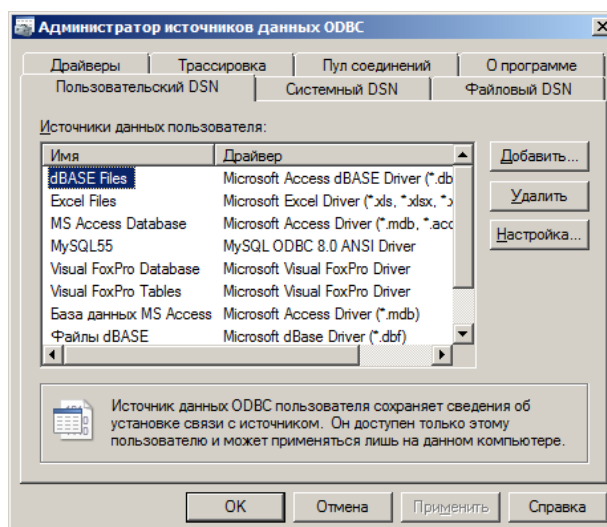 Администратор источников данных ODBC
Драйверы Трассировка Пул соединений О программе
Пользовательский DSN Системный DSN Файловый DSN
Источники данных пользователя:
Имя Драйвер
dBASE Files Microsoft Access dBASE Driver (*.db
Excel Files Microsoft Excel Driver (*.xls, *.xlsx, *.x
MS Access Database Microsoft Access Driver (*.mdb, *.acc
MySQL55 MySQL ODBC 8.0 ANSI Driver
Visual FoxPro Database Microsoft Visual FoxPro Driver
Visual FoxPro Tables Microsoft Visual FoxPro Driver
База данных MS Access Microsoft Access Driver (*.mdb)
Файлы dBASE Microsoft dBase Driver (*.dbf)
Добавить...
Удалить
Настройка...
Источник данных ODBC пользователя сохраняет сведения об
установке связи с источником. Он доступен только этому
пользователю и может применяться лишь на данном компьютере.
OK Отмена Применить Справка